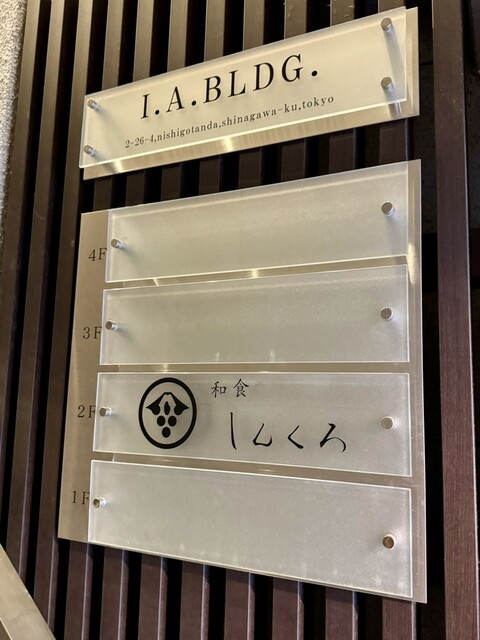 I.A.BLDG.
2-26-4,nishigotanda,shinagawa-ku,tokyo
4F
3F
2F
和食
しんくろ
1F